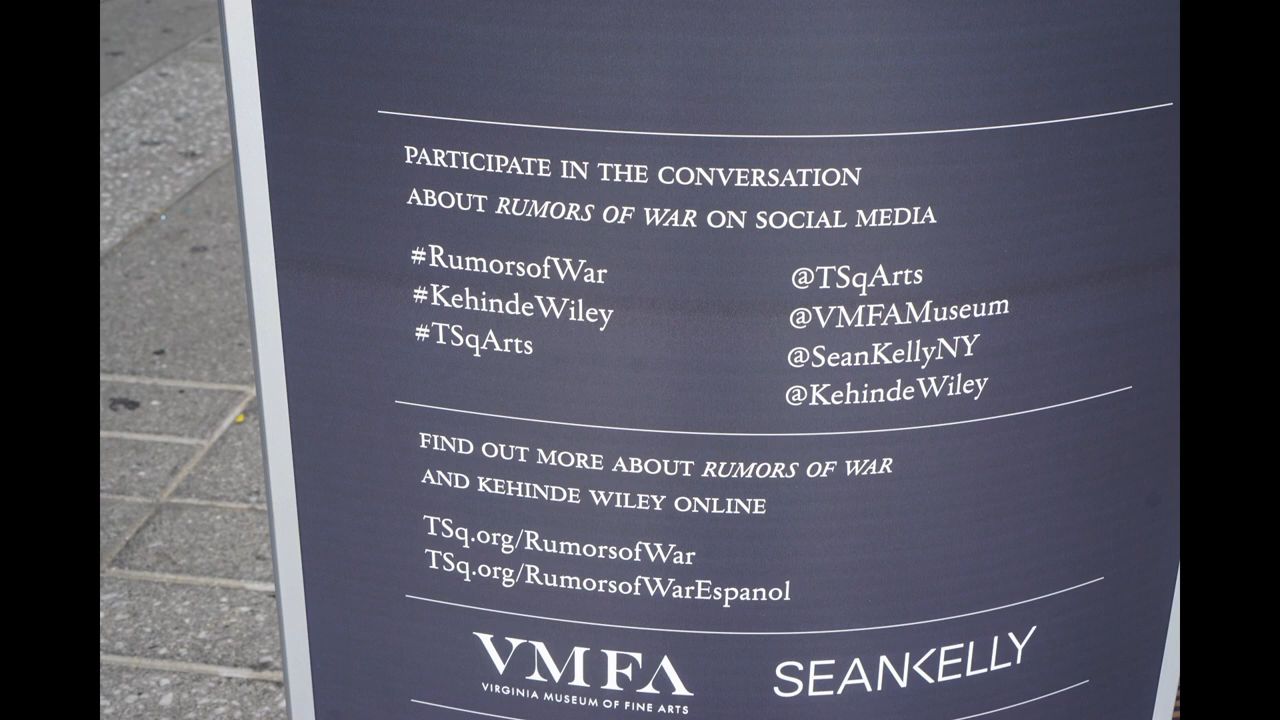 PARTICIPATE IN THE CONVERSATION
ABOUT RUMORS OF WAR ON SOCIAL MEDIA
#RumorsofWar
#KehindeWiley
#TSqArts
@TSqArts
@VMFAMuseum
@SeanKellyNY
@KehindeWiley
FIND OUT MORE ABOUT RUMORS OF WAR
AND KEHINDE WILEY ONLINE
TSq.org/RumorsofWar
TSq.org/RumorsofWarEspanol
VMFA
VIRGINIA MUSEUM OF FINE ARTS
SEANKELLY